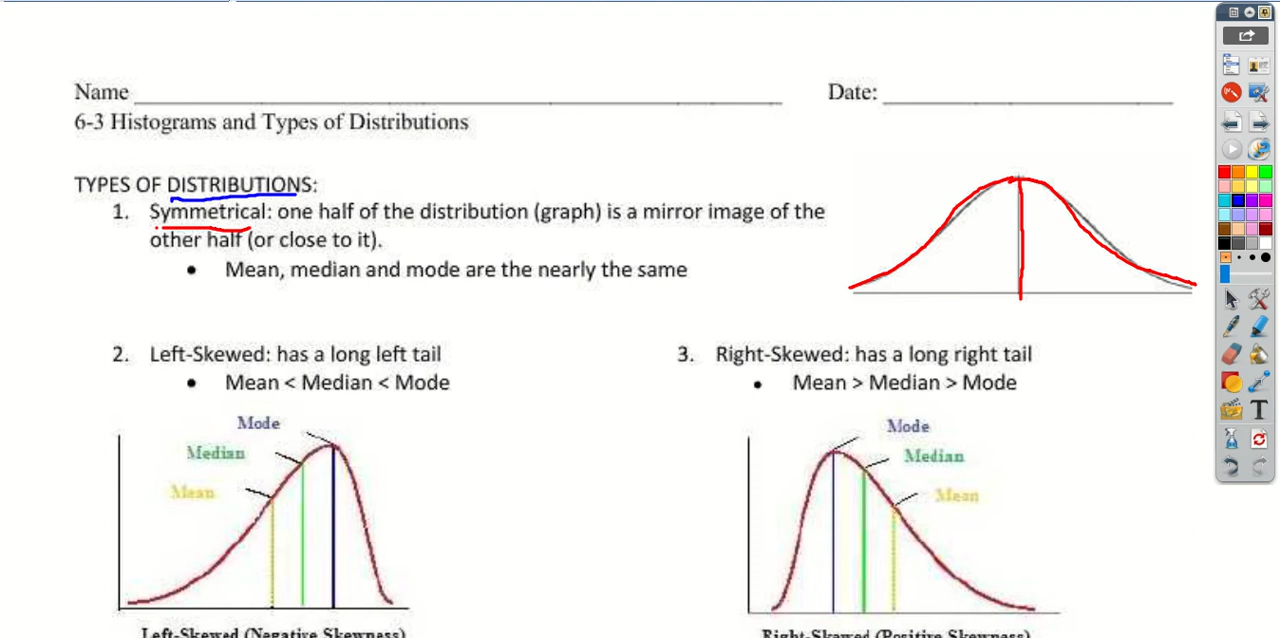 Name Date:
6-3 Histograms and Types of Distributions
TYPES OF DISTRIBUTIONS:
1. Symmetrical: one half of the distribution (graph) is a mirror image of the
other half (or close to it).
• Mean, median and mode are the nearly the same
2. Left-Skewed: has a long left tail
• Mean < Median < Mode
Mode
Median
Mean
Left-Skewed (Negative Skewness)
3. Right-Skewed: has a long right tail
• Mean > Median > Mode
Mode
Median
Mean
Right-Skewed (Positive Skewness)
T